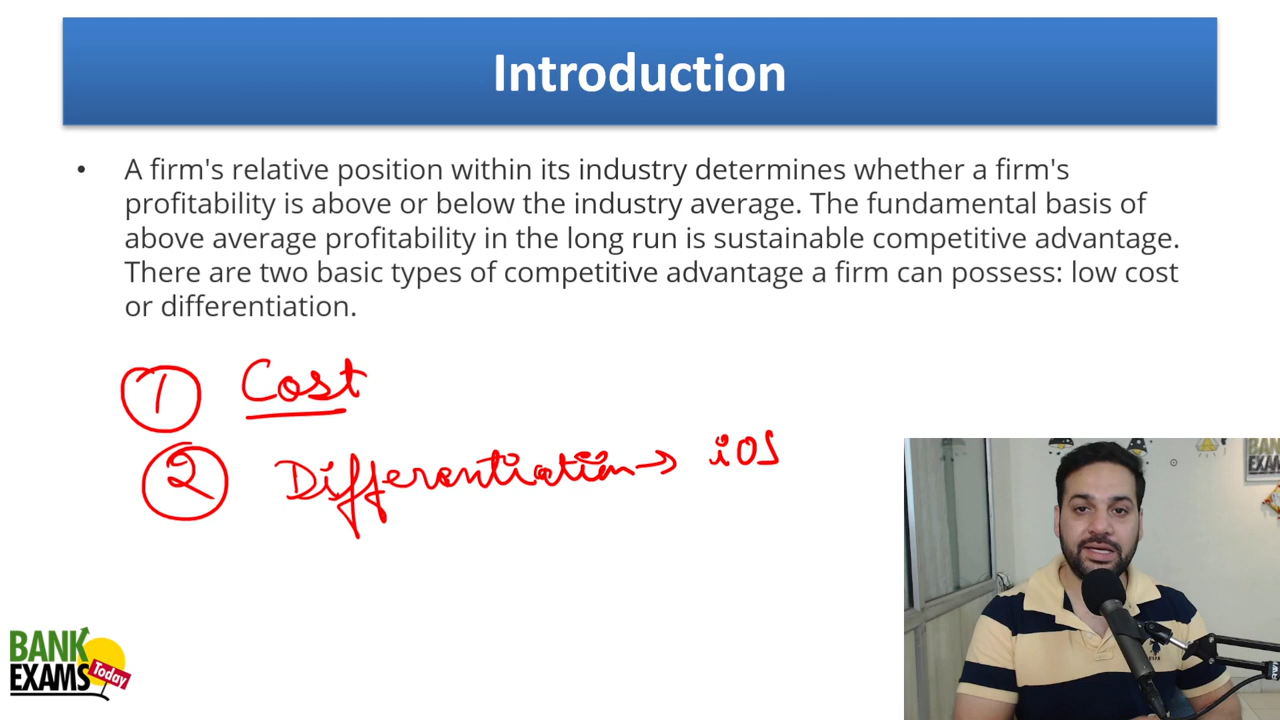 Introduction
• A firm's relative position within its industry determines whether a firm's
profitability is above or below the industry average. The fundamental basis of
above average profitability in the long run is sustainable competitive advantage.
There are two basic types of competitive advantage a firm can possess: low cost
or differentiation.
1 Cost
2 Differentiation → iOS
BANK
EXAMS
Today
BANK
EXAM